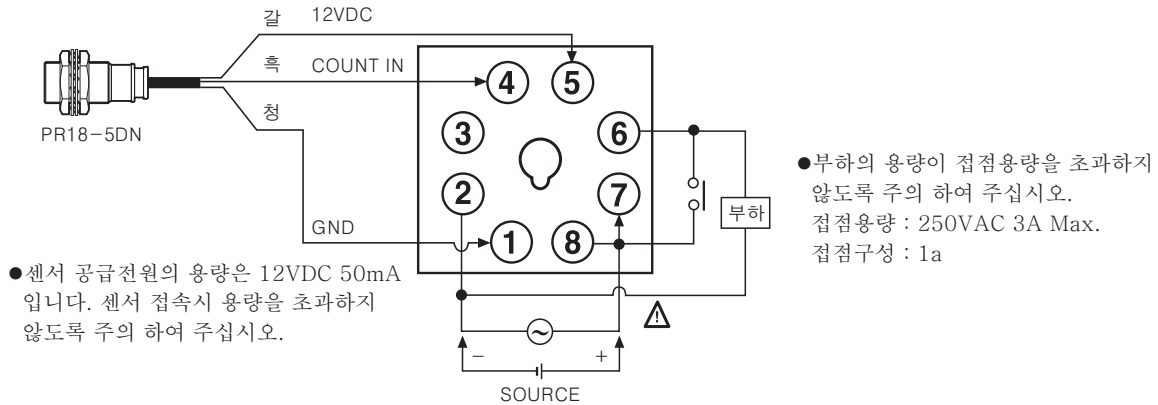 갈 12VDC
흑 COUNT IN
청
PR18-5DN
GND
4
5
3
6
2
7
1
8
부하
●부하의 용량이 접점용량을 초과하지
않도록 주의 하여 주십시오.
접점용량 : 250VAC 3A Max.
접점구성 : 1a
●센서 공급전원의 용량은 12VDC 50mA
입니다. 센서 접속시 용량을 초과하지
않도록 주의 하여 주십시오.
− +
SOURCE